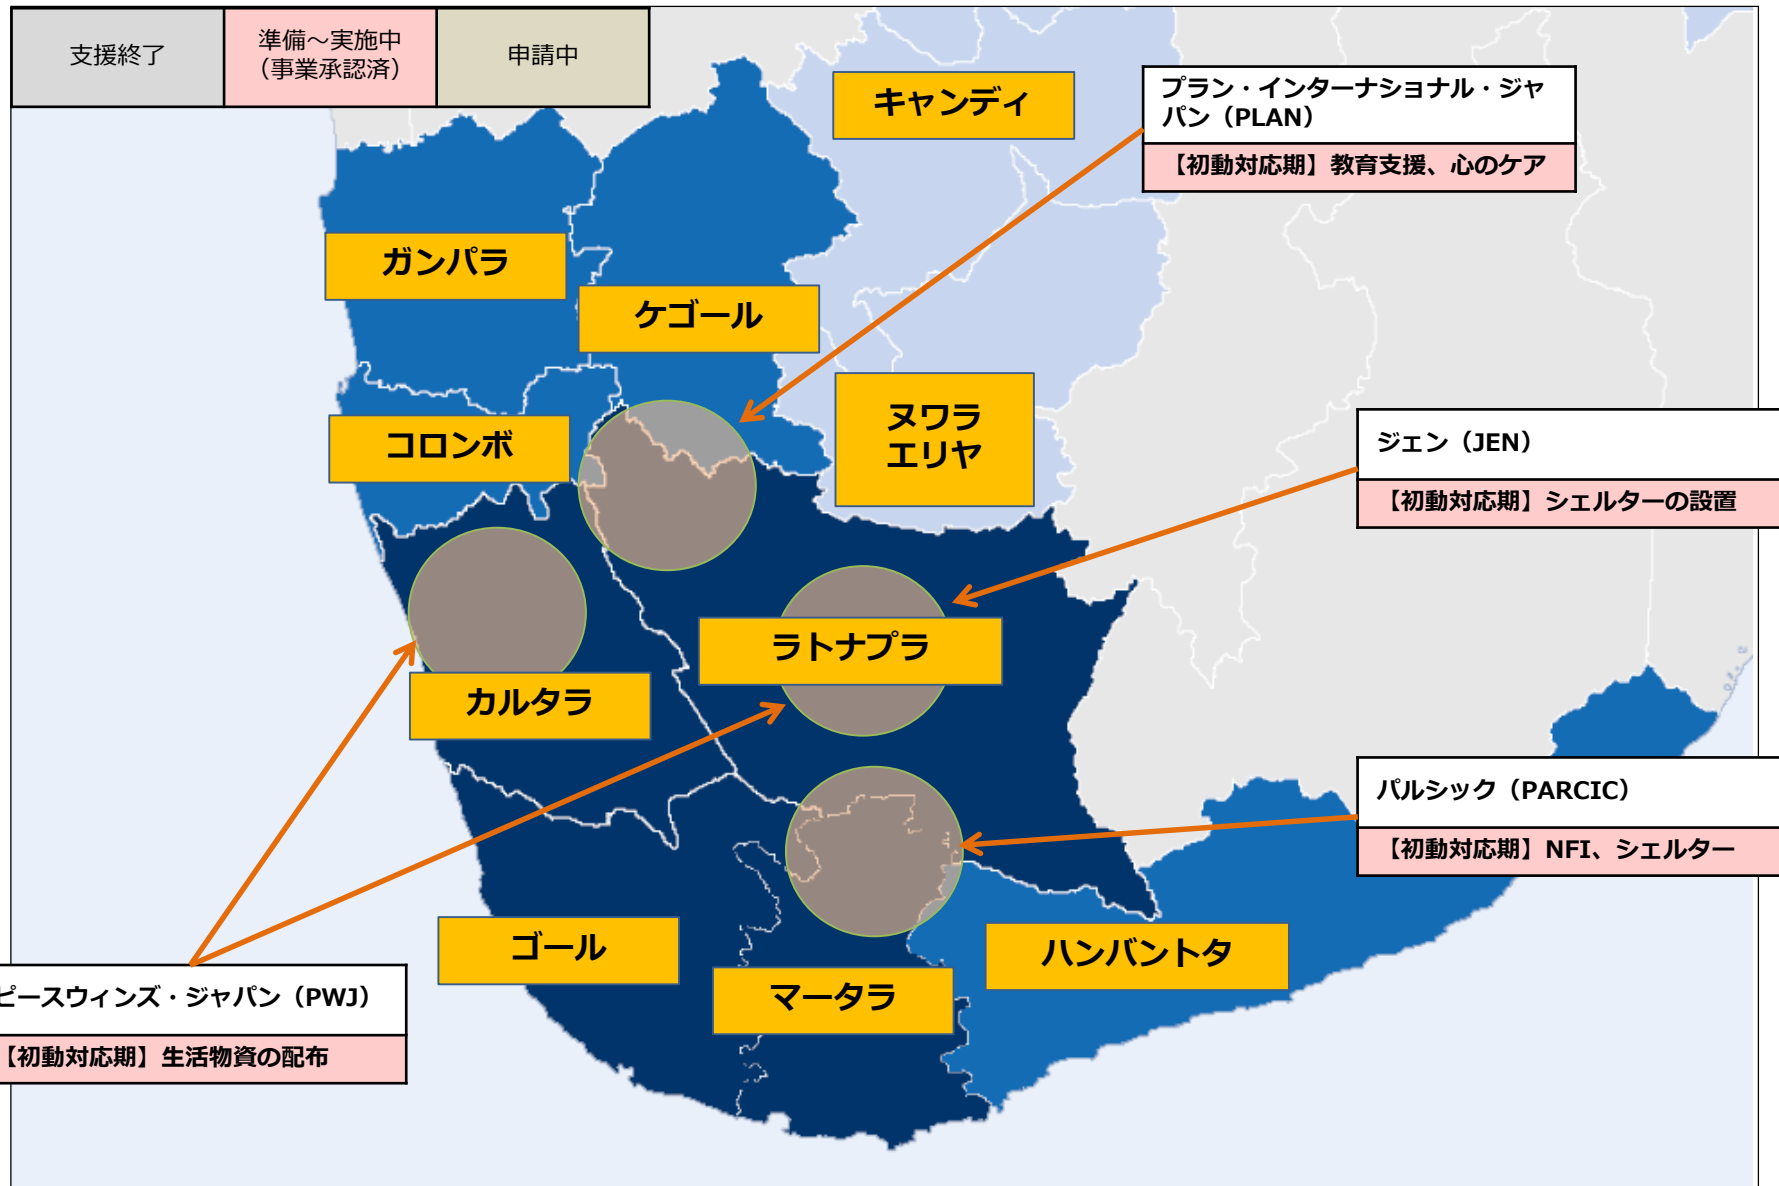 支援終了
準備～実施中
（事業承認済）
申請中
キャンディ
プラン・インターナショナル・ジャ
パン（PLAN）
【初動対応期】教育支援、心のケア
ガンパラ
ケゴール
コロンボ
ヌワラ
エリヤ
ジェン（JEN）
【初動対応期】シェルターの設置
ラトナプラ
カルタラ
パルシック（PARCIC）
【初動対応期】NFI、シェルター
ゴール
ハンバントタ
マータラ
ピースウィンズ・ジャパン（PWJ）
【初動対応期】生活物資の配布